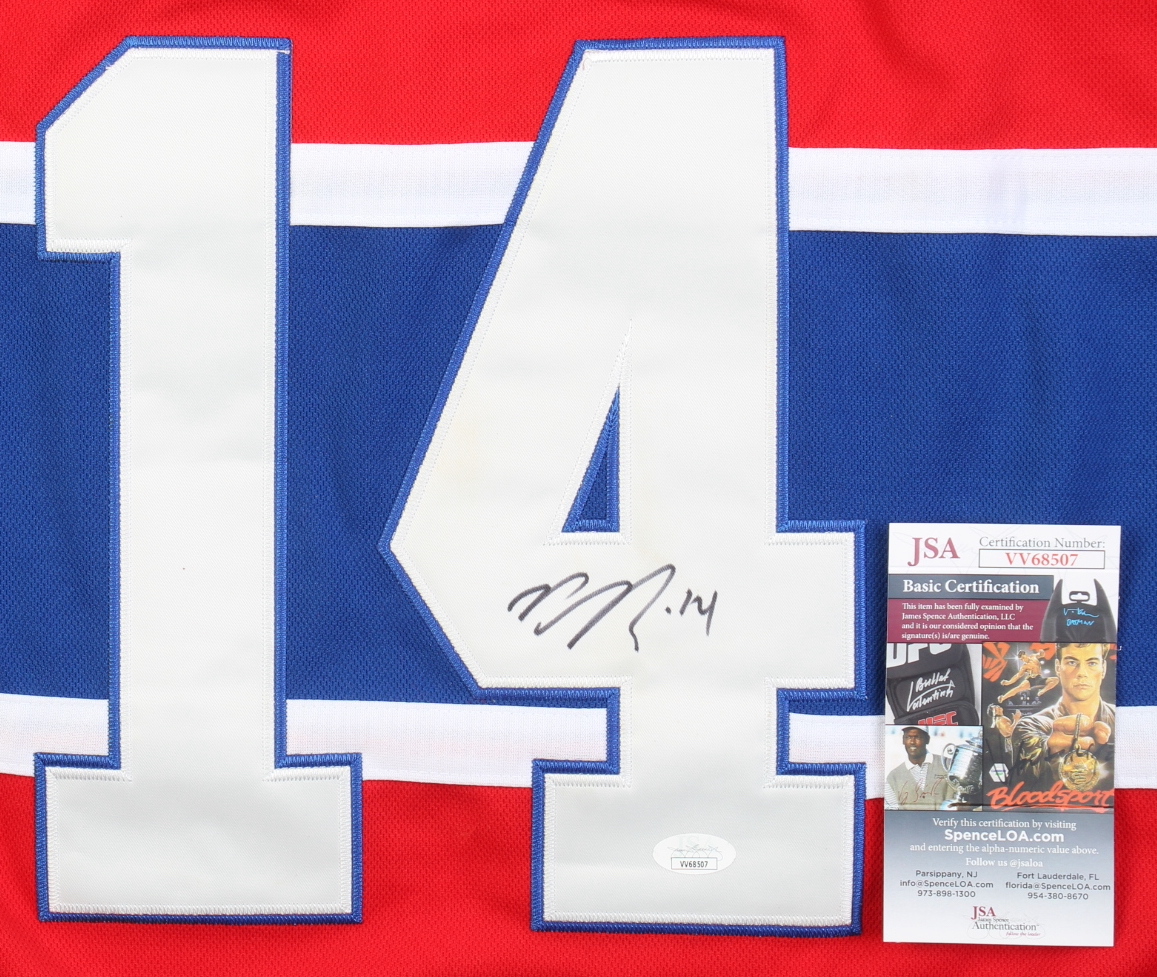 14
.14
VV68507
JSA
Certification Number:
VV68507
Basic Certification
This item has been fully examined by
James Spence Authentication, LLC
and it is our considered opinion that the
signature(s) is/are genuine.
UFC
Bloodsport
Verify this certification by visiting
SpenceLOA.com
and entering the alpha-numeric value above.
Follow us @jsaloa
Parsippany, NJ
info@SpenceLOA.com
973-898-1300
Fort Lauderdale, FL
florida@SpenceLOA.com
954-380-8670
JSA
James Spence
Authentication